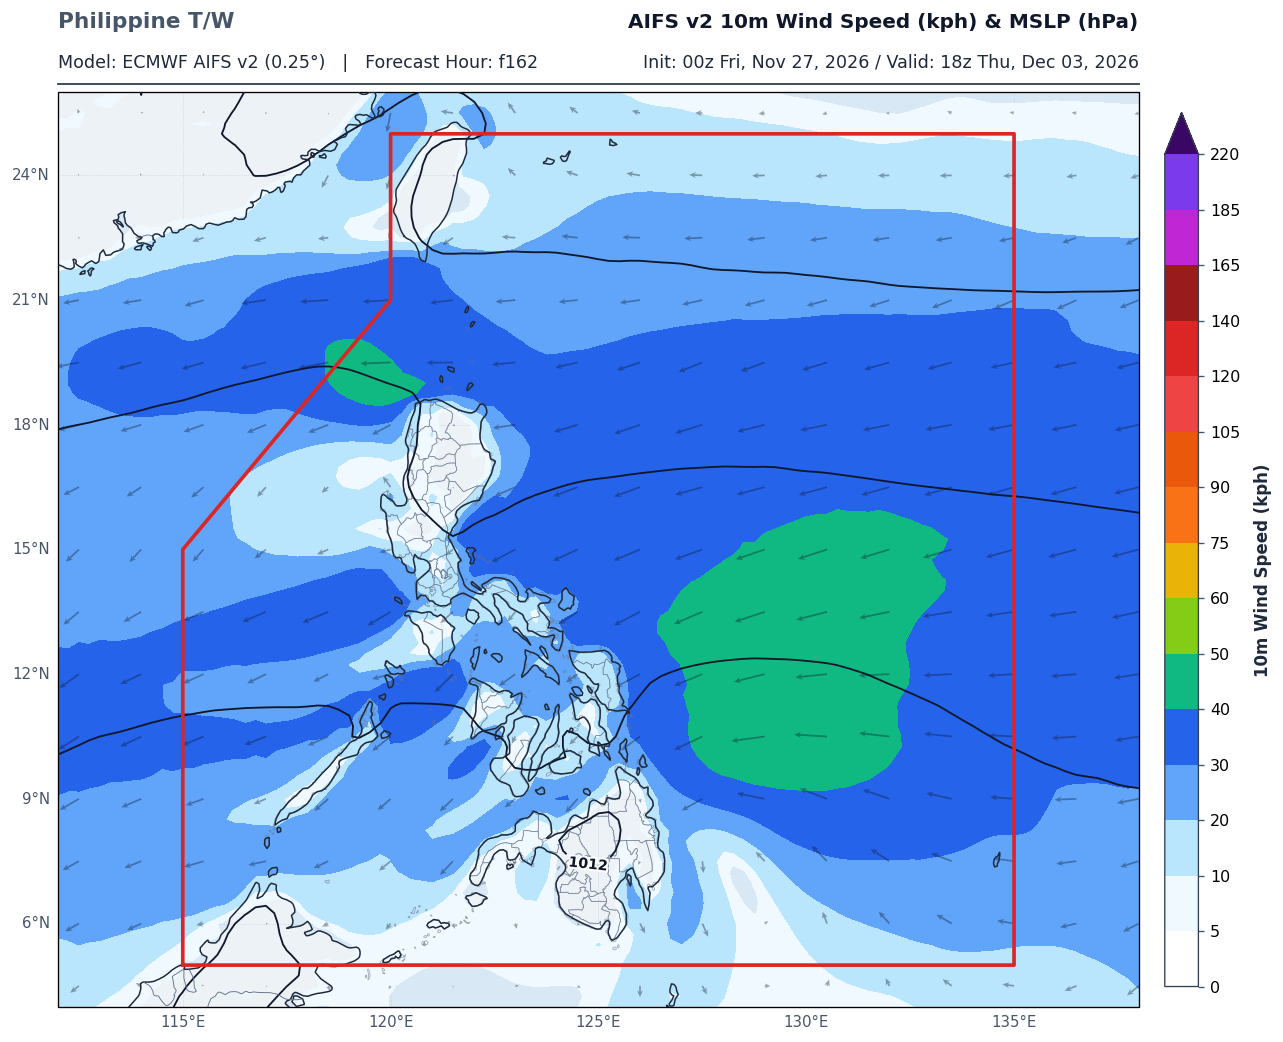 Philippine T/W
AIFS v2 10m Wind Speed (kph) & MSLP (hPa)
Model: ECMWF AIFS v2 (0.25°) | Forecast Hour: f162
Init: 00z Fri, Nov 27, 2026 / Valid: 18z Thu, Dec 03, 2026
24°N
21°N
18°N
15°N
12°N
9°N
6°N
1012
115°E
120°E
125°E
130°E
135°E
220
185
165
140
120
105
90
75
60
50
40
30
20
10
5
0
10m Wind Speed (kph)